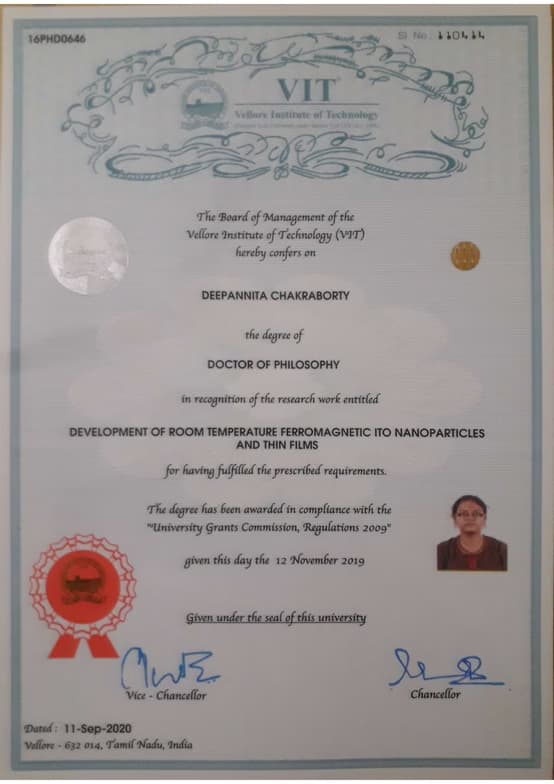 16PHD0646
Sl No. 110414
VIT
Vellore Institute of Technology
The Board of Management of the
Vellore Institute of Technology (VIT)
hereby confers on
DEEPANNITA CHAKRABORTY
the degree of
DOCTOR OF PHILOSOPHY
in recognition of the research work entitled
DEVELOPMENT OF ROOM TEMPERATURE FERROMAGNETIC ITO NANOPARTICLES
AND THIN FILMS
for having fulfilled the prescribed requirements.
The degree has been awarded in compliance with the
"University Grants Commission, Regulations 2009"
given this day the 12 November 2019
Given under the seal of this university
Vice - Chancellor
Chancellor
Dated : 11-Sep-2020
Vellore - 632 014, Tamil Nadu, India